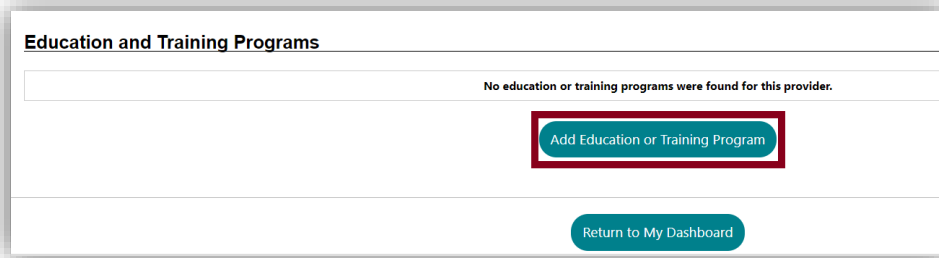 Education and Training Programs
No education or training programs were found for this provider.
Add Education or Training Program
Return to My Dashboard